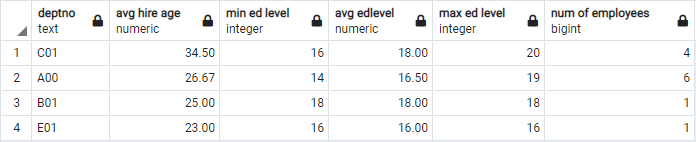 deptno avg hire age min ed level avg edlevel max ed level num of employees
text numeric integer numeric integer bigint
1 C01 34.50 16 18.00 20 4
2 A00 26.67 14 16.50 19 6
3 B01 25.00 18 18.00 18 1
4 E01 23.00 16 16.00 16 1